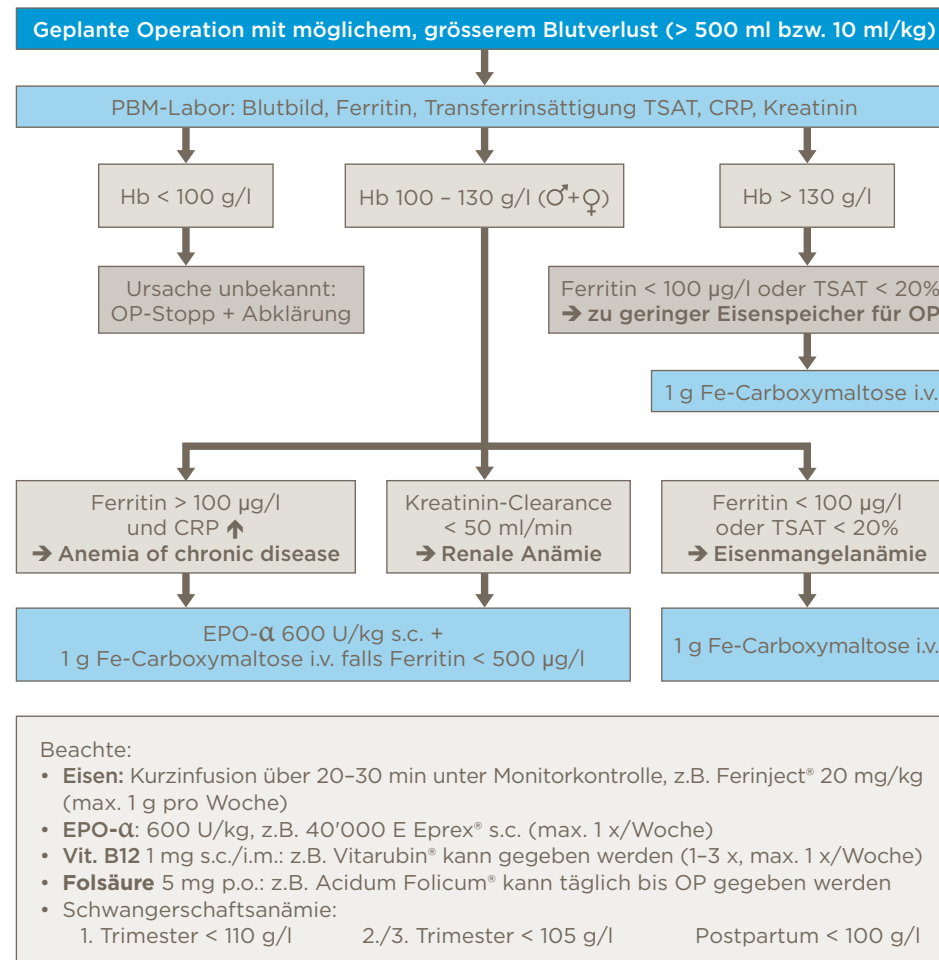 Geplante Operation mit möglichem, grösserem Blutverlust (> 500 ml bzw. 10 ml/kg)
PBM-Labor: Blutbild, Ferritin, Transferrinsättigung TSAT, CRP, Kreatinin
Hb < 100 g/l
Hb 100 – 130 g/l (♂+♀)
Hb > 130 g/l
Ursache unbekannt:
OP-Stopp + Abklärung
Ferritin < 100 µg/l oder TSAT < 20%
➔ zu geringer Eisenspeicher für OP
1 g Fe-Carboxymaltose i.v.
Ferritin > 100 µg/l
und CRP ↑
➔ Anemia of chronic disease
Kreatinin-Clearance
< 50 ml/min
➔ Renale Anämie
Ferritin < 100 µg/l
oder TSAT < 20%
➔ Eisenmangelanämie
EPO-α 600 U/kg s.c. +
1 g Fe-Carboxymaltose i.v. falls Ferritin < 500 µg/l
1 g Fe-Carboxymaltose i.v.
Beachte:
• Eisen: Kurzinfusion über 20–30 min unter Monitorkontrolle, z.B. Ferinject® 20 mg/kg
(max. 1 g pro Woche)
• EPO-α: 600 U/kg, z.B. 40'000 E Eprex® s.c. (max. 1 x/Woche)
• Vit. B12 1 mg s.c./i.m.: z.B. Vitarubin® kann gegeben werden (1–3 x, max. 1 x/Woche)
• Folsäure 5 mg p.o.: z.B. Acidum Folicum® kann täglich bis OP gegeben werden
• Schwangerschaftsanämie:
1. Trimester < 110 g/l 2./3. Trimester < 105 g/l Postpartum < 100 g/l